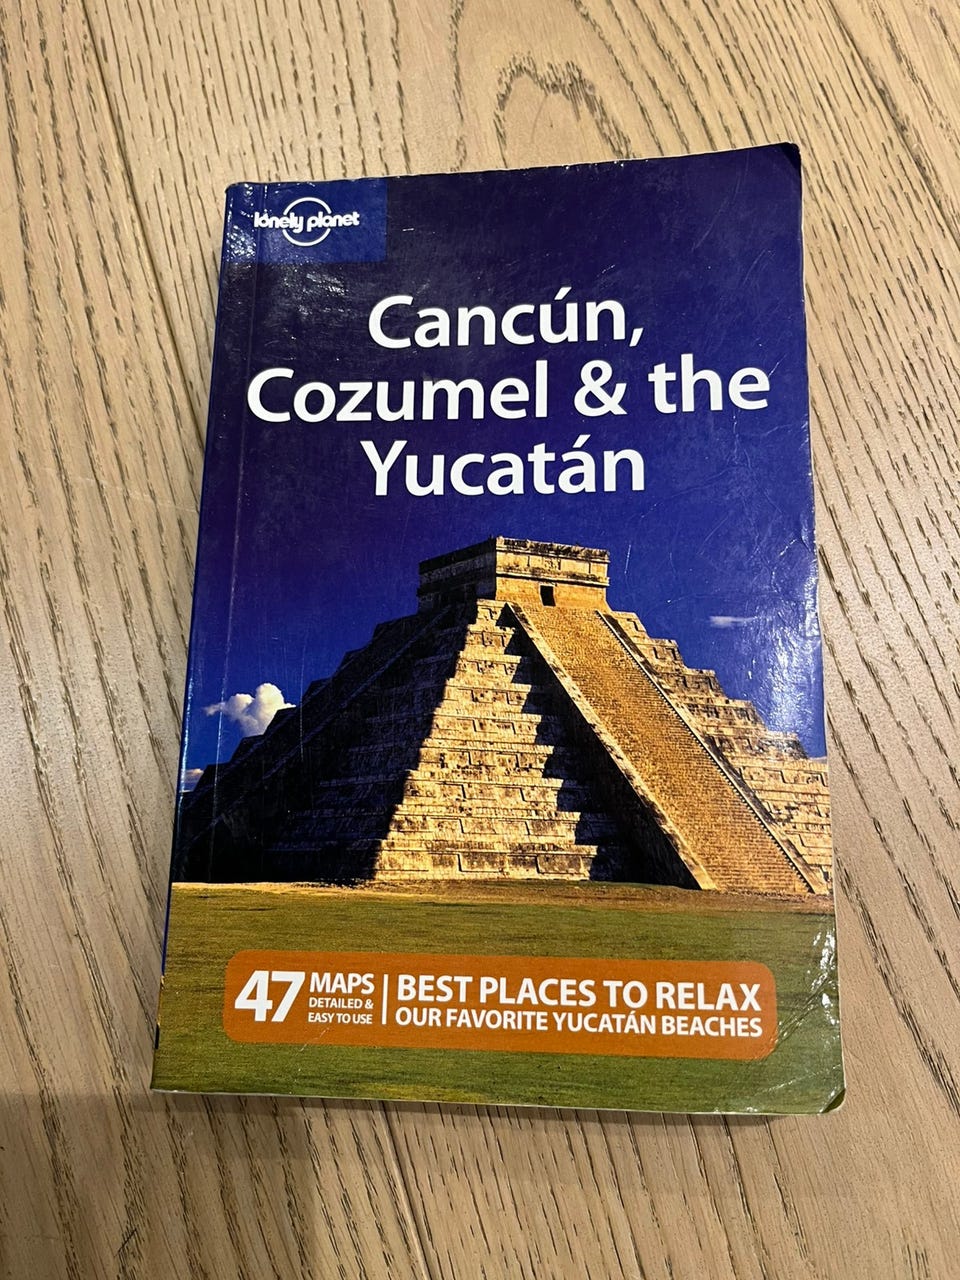 lonely planet
Cancún,
Cozumel & the
Yucatán
47 MAPS
DETAILED &
EASY TO USE
BEST PLACES TO RELAX
OUR FAVORITE YUCATÁN BEACHES